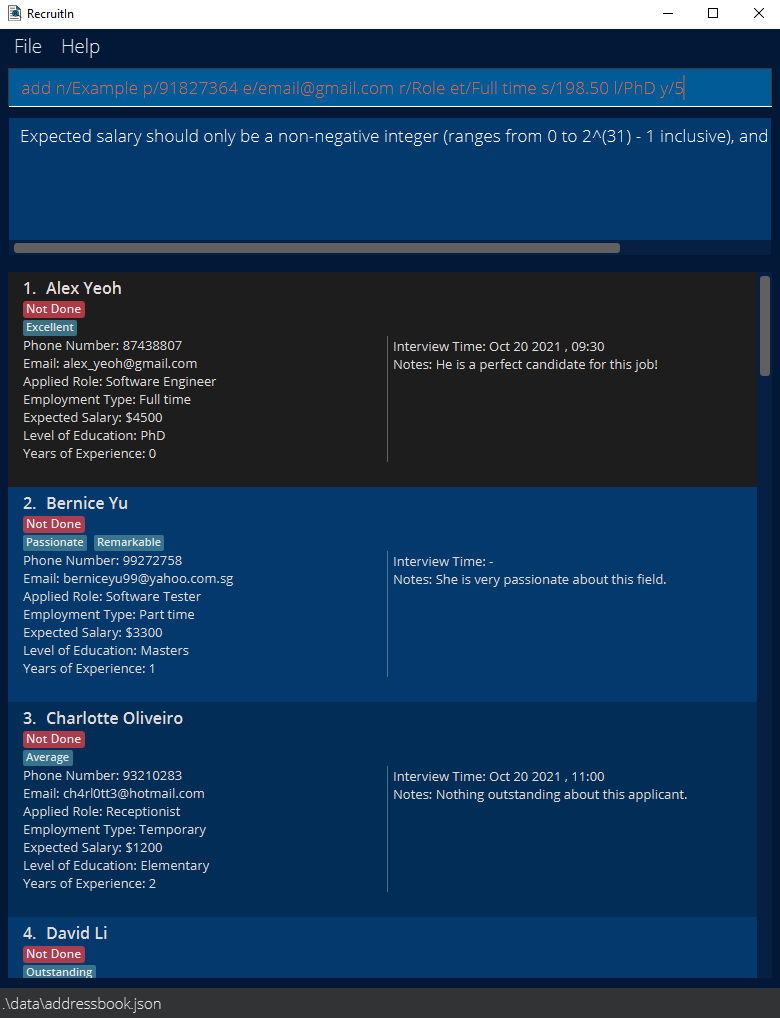 RecruitIn
File Help
add n/Example p/91827364 e/email@gmail.com r/Role et/Full time s/198.50 l/PhD y/5
Expected salary should only be a non-negative integer (ranges from 0 to 2^(31) - 1 inclusive), and
1. Alex Yeoh
Not Done
Excellent
Phone Number: 87438807
Email: alex_yeoh@gmail.com
Applied Role: Software Engineer
Employment Type: Full time
Expected Salary: $4500
Level of Education: PhD
Years of Experience: 0
Interview Time: Oct 20 2021 , 09:30
Notes: He is a perfect candidate for this job!
2. Bernice Yu
Not Done
Passionate Remarkable
Phone Number: 99272758
Email: berniceyu99@yahoo.com.sg
Applied Role: Software Tester
Employment Type: Part time
Expected Salary: $3300
Level of Education: Masters
Years of Experience: 1
Interview Time: -
Notes: She is very passionate about this field.
3. Charlotte Oliveiro
Not Done
Average
Phone Number: 93210283
Email: ch4rl0tt3@hotmail.com
Applied Role: Receptionist
Employment Type: Temporary
Expected Salary: $1200
Level of Education: Elementary
Years of Experience: 2
Interview Time: Oct 20 2021 , 11:00
Notes: Nothing outstanding about this applicant.
4. David Li
Not Done
Outstanding
.\data\addressbook.json